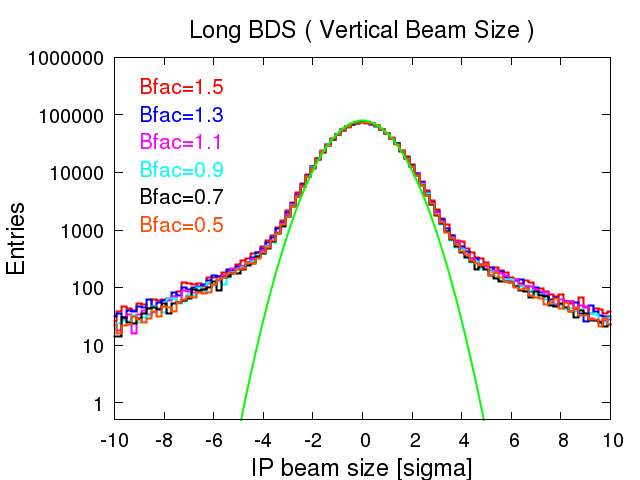 Long BDS ( Vertical Beam Size )
1000000
100000
10000
1000
100
10
1
Entries
Bfac=1.5
Bfac=1.3
Bfac=1.1
Bfac=0.9
Bfac=0.7
Bfac=0.5
-10 -8 -6 -4 -2 0 2 4 6 8 10
IP beam size [sigma]